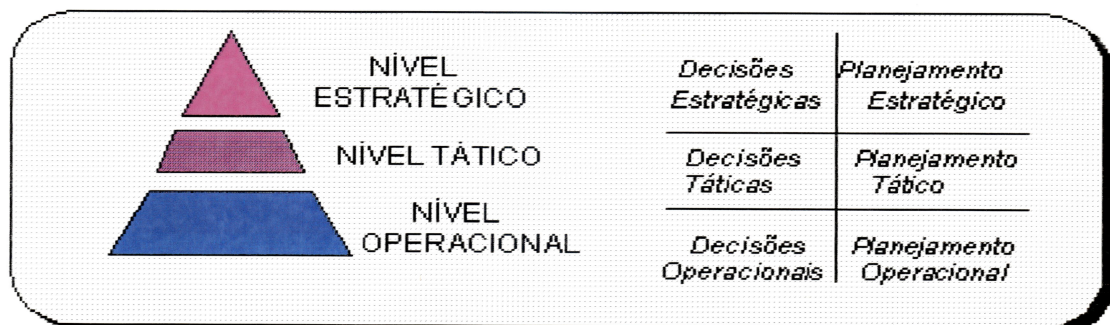 NÍVEL
ESTRATÉGICO
Decisões
Estratégicas
Planejamento
Estratégico
NÍVEL TÁTICO
Decisões
Táticas
Planejamento
Tático
NÍVEL
OPERACIONAL
Decisões
Operacionais
Planejamento
Operacional